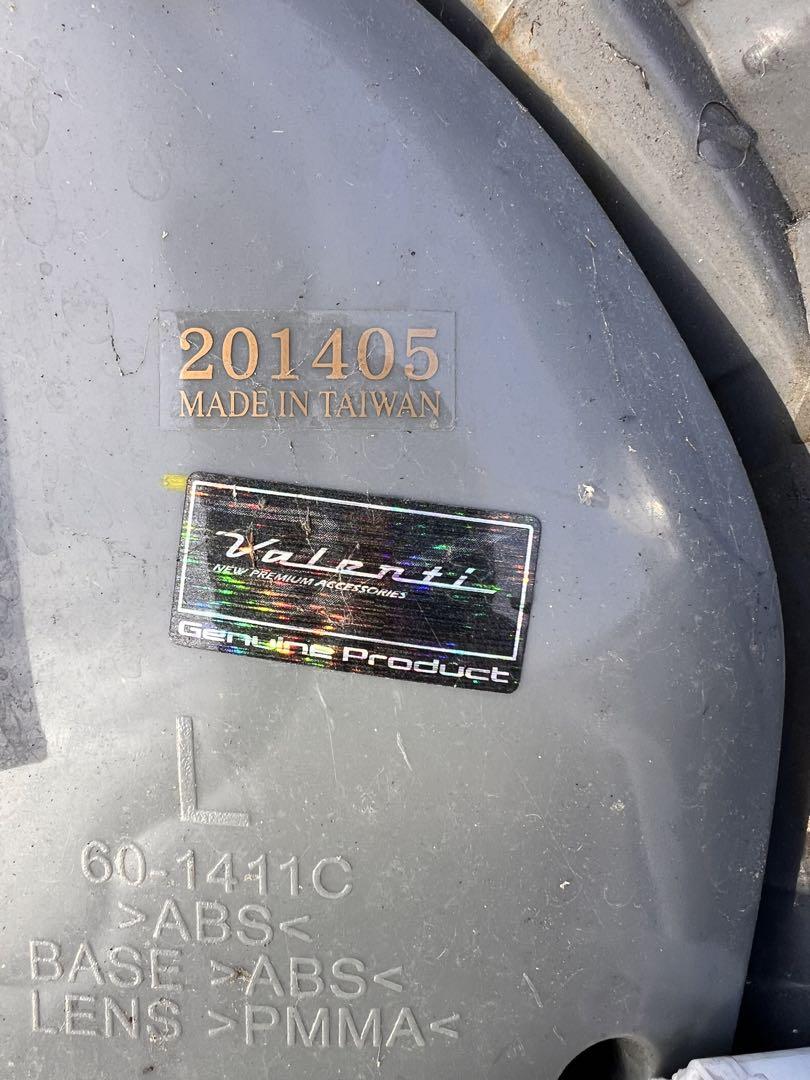 201405
MADE IN TAIWAN
Valenti
NEW PREMIUM ACCESSORIES
Genuine Product
L
60-1411C
>ABS<
BASE >ABS<
LENS >PMMA<